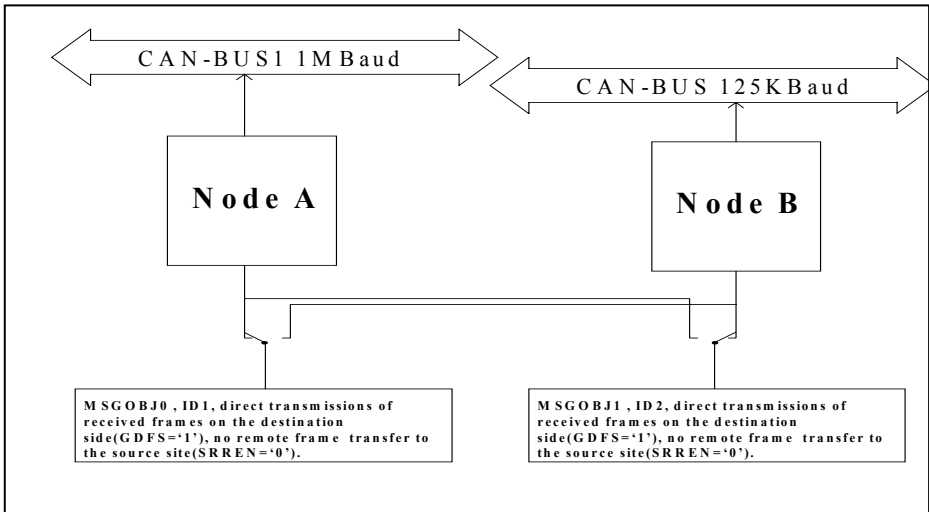 CAN-BUS1 1MBaud
CAN-BUS 125KBaud
Node A
Node B
MSGOBJ0 , ID1, direct transmissions of
received frames on the destination
side(GDFS=‘1’), no remote frame transfer to
the source site(SRREN=‘0’).
MSGOBJ1 , ID2, direct transmissions of
received frames on the destination
side(GDFS=‘1’), no remote frame transfer to
the source site(SRREN=‘0’).